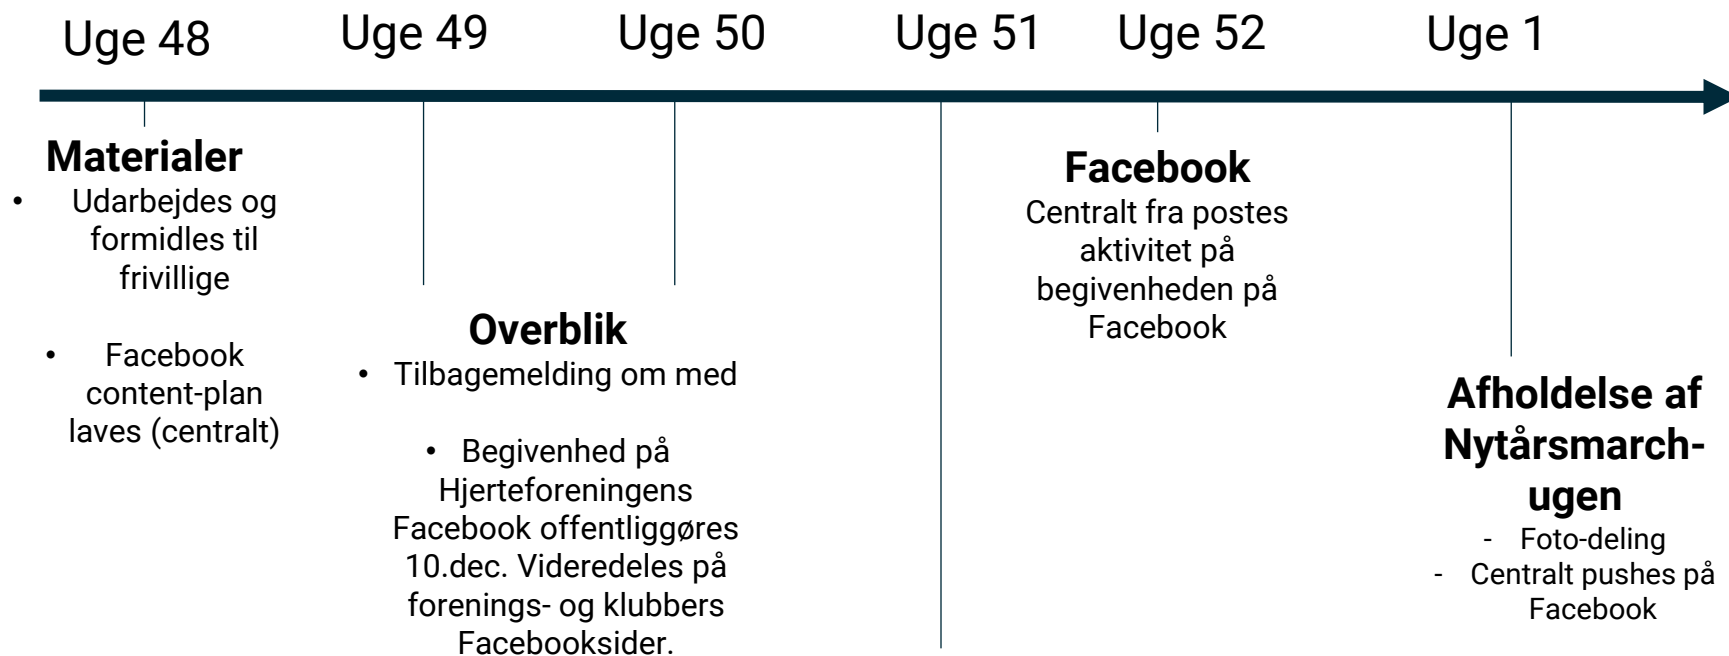 Uge 48
Uge 49
Uge 50
Uge 51
Uge 52
Uge 1
Materialer
• Udarbejdes og
formidles til
frivillige
• Facebook
content-plan
laves (centralt)
Overblik
• Tilbagemelding om med
• Begivenhed på
Hjerteforeningens
Facebook offentliggøres
10.dec. Videredeles på
forenings- og klubbers
Facebooksider.
Facebook
Centralt fra postes
aktivitet på
begivenheden på
Facebook
Afholdelse af
Nytårsmarch-
ugen
- Foto-deling
- Centralt pushes på
Facebook